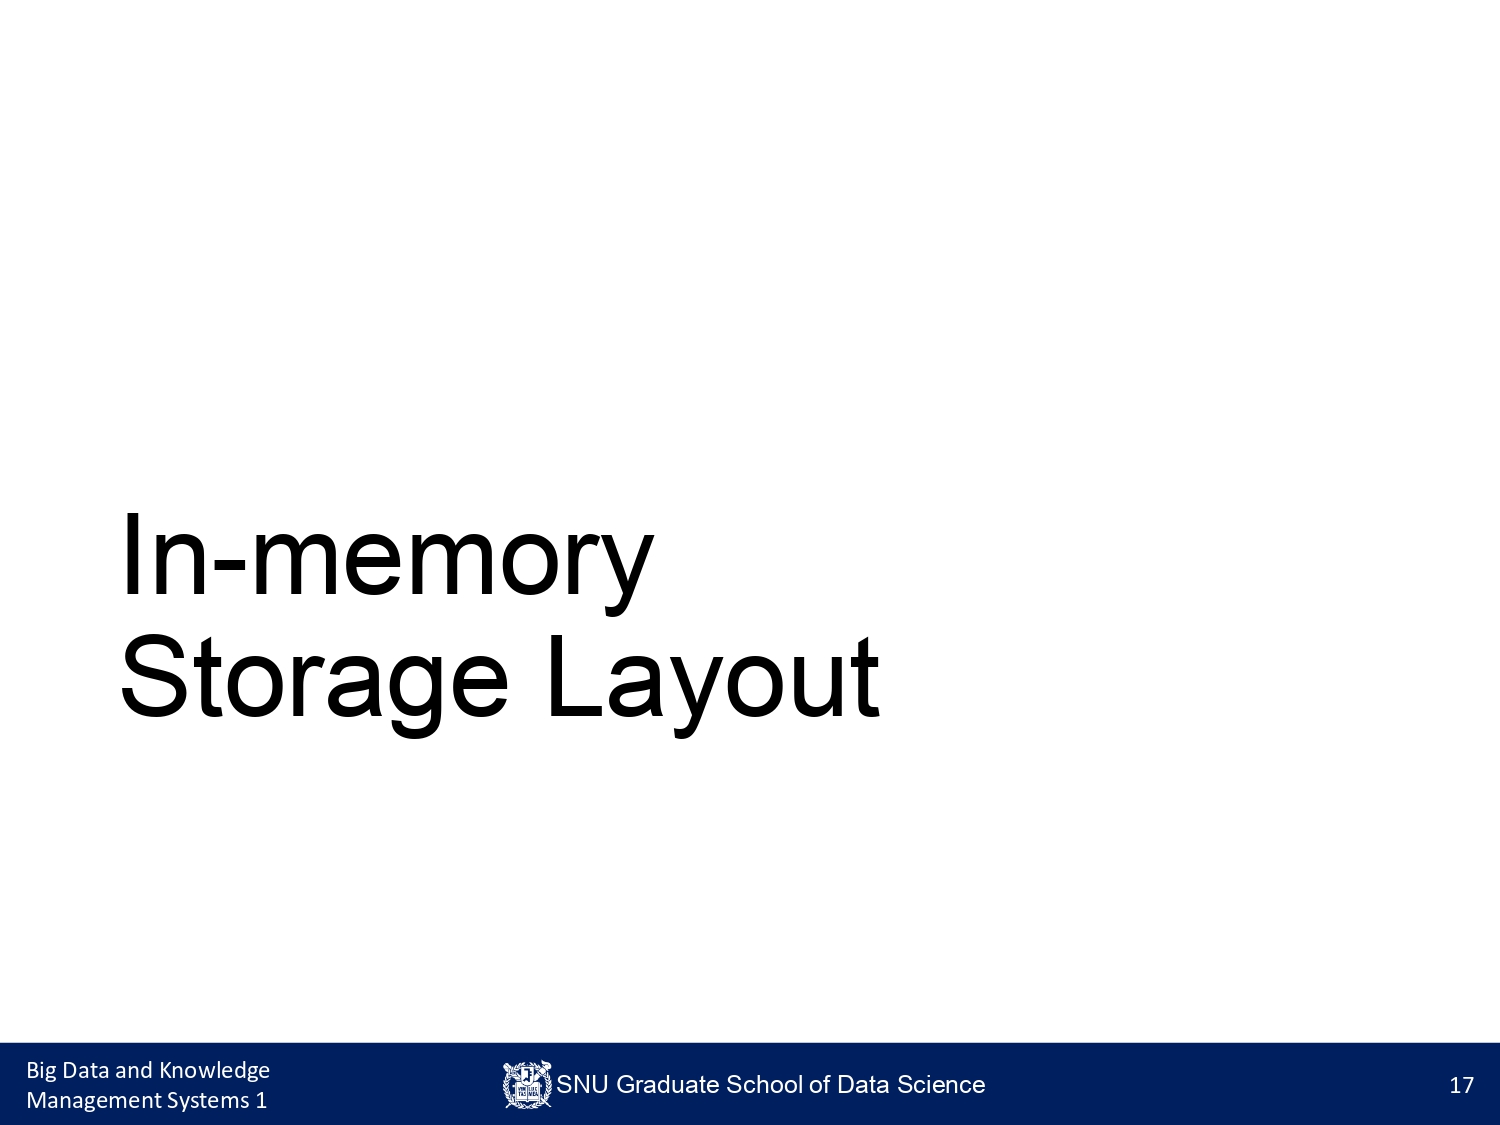 In-memory
Storage Layout
Big Data and Knowledge
Management Systems 1
SNU Graduate School of Data Science
17